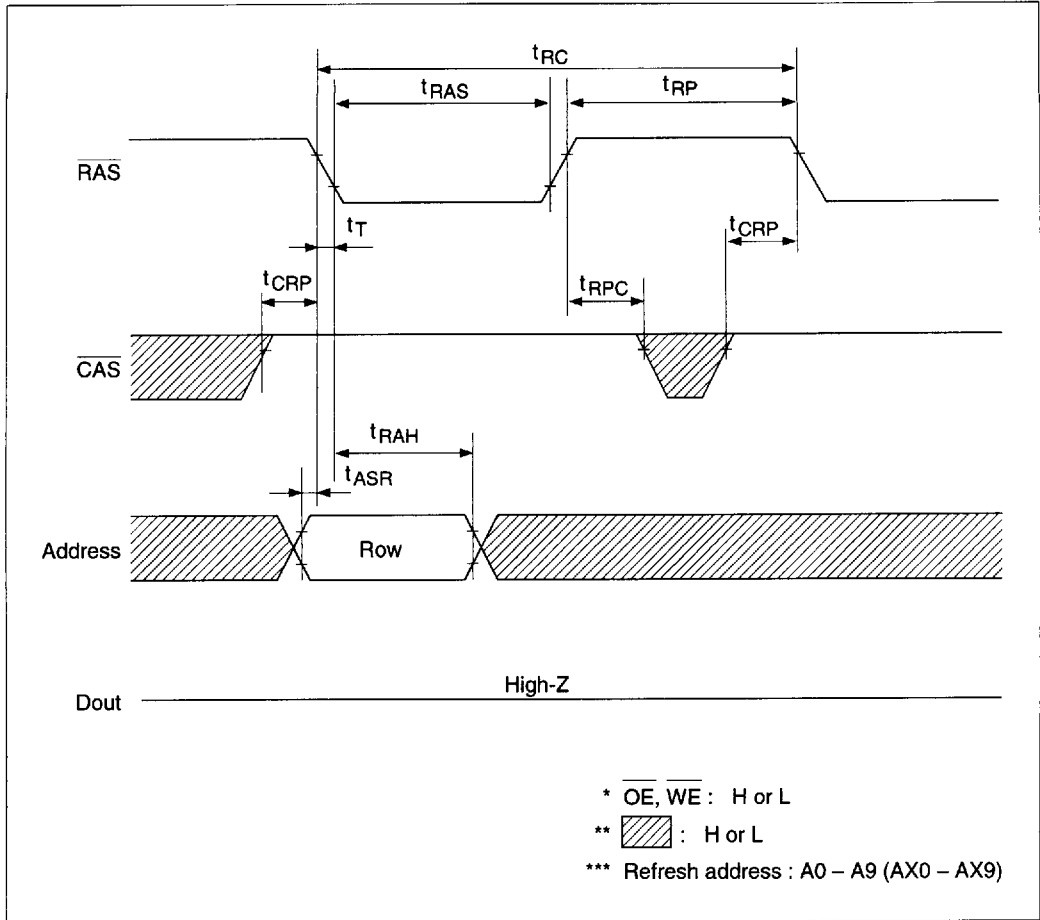 tRC
tRAS
tRP
RAS
tT
tCRP
tCRP
tRPC
CAS
tRAH
tASR
Address
Row
High-Z
Dout
* OE, WE : H or L
** : H or L
*** Refresh address : A0 – A9 (AX0 – AX9)